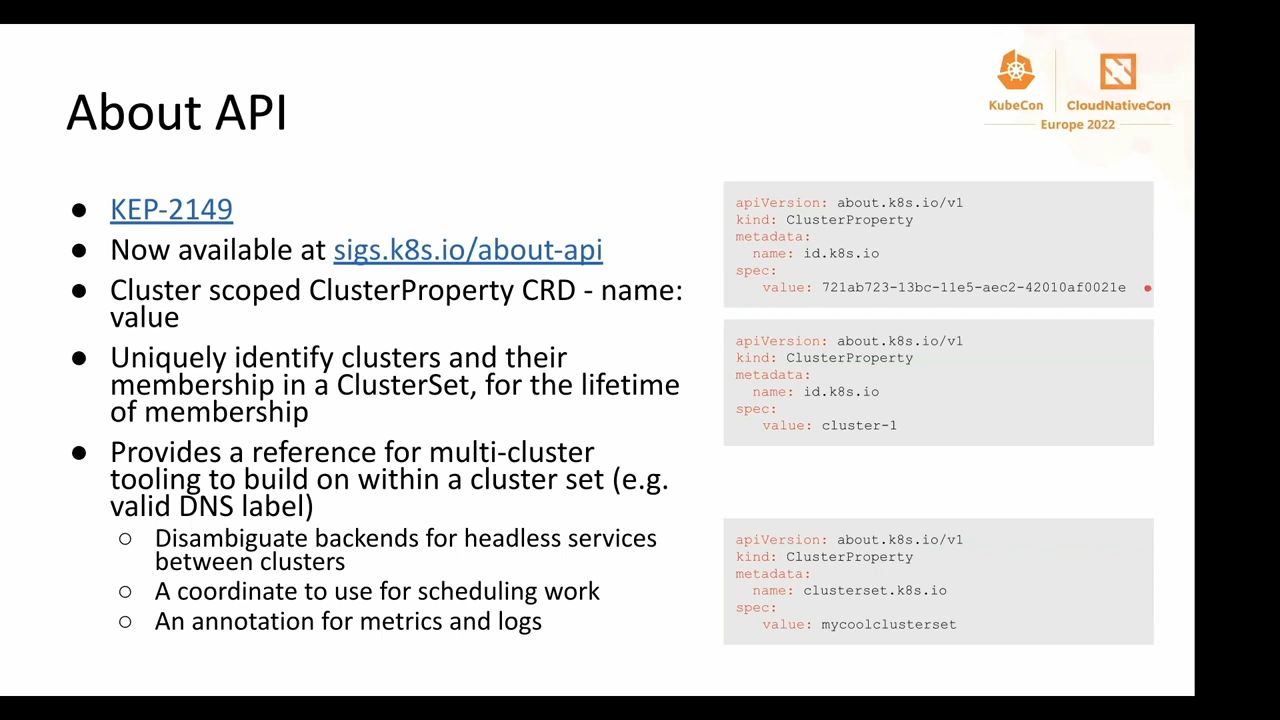 KubeCon
CloudNativeCon
Europe 2022
About API
● KEP-2149
● Now available at sigs.k8s.io/about-api
● Cluster scoped ClusterProperty CRD - name:
value
● Uniquely identify clusters and their
membership in a ClusterSet, for the lifetime
of membership
● Provides a reference for multi-cluster
tooling to build on within a cluster set (e.g.
valid DNS label)
○ Disambiguate backends for headless services
between clusters
○ A coordinate to use for scheduling work
○ An annotation for metrics and logs
apiVersion: about.k8s.io/v1
kind: ClusterProperty
metadata:
  name: id.k8s.io
spec:
   value: 721ab723-13bc-11e5-aec2-42010af0021e
apiVersion: about.k8s.io/v1
kind: ClusterProperty
metadata:
  name: id.k8s.io
spec:
   value: cluster-1
apiVersion: about.k8s.io/v1
kind: ClusterProperty
metadata:
  name: clusterset.k8s.io
spec:
   value: mycoolclusterset